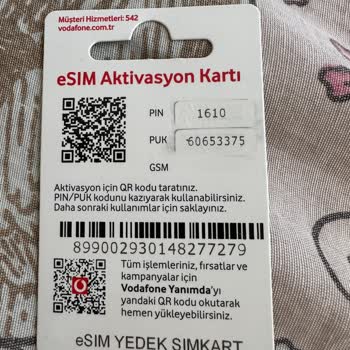 Müşteri Hizmetleri: 542
vodafone.com.tr
eSIM Aktivasyon Kartı
PIN 1610
PUK 60653375
GSM
Aktivasyon için QR kodu taratınız.
PIN/PUK kodunu kazıyarak kullanabilirsiniz.
Daha sonraki kullanımlar için saklayınız.
899002930148277279
Tüm işlemleriniz, fırsatlar ve
kampanyalar için
Vodafone Yanımda'yı
yandaki QR kodu okutarak
hemen yükleyebilirsiniz.
eSIM YEDEK SIMKART